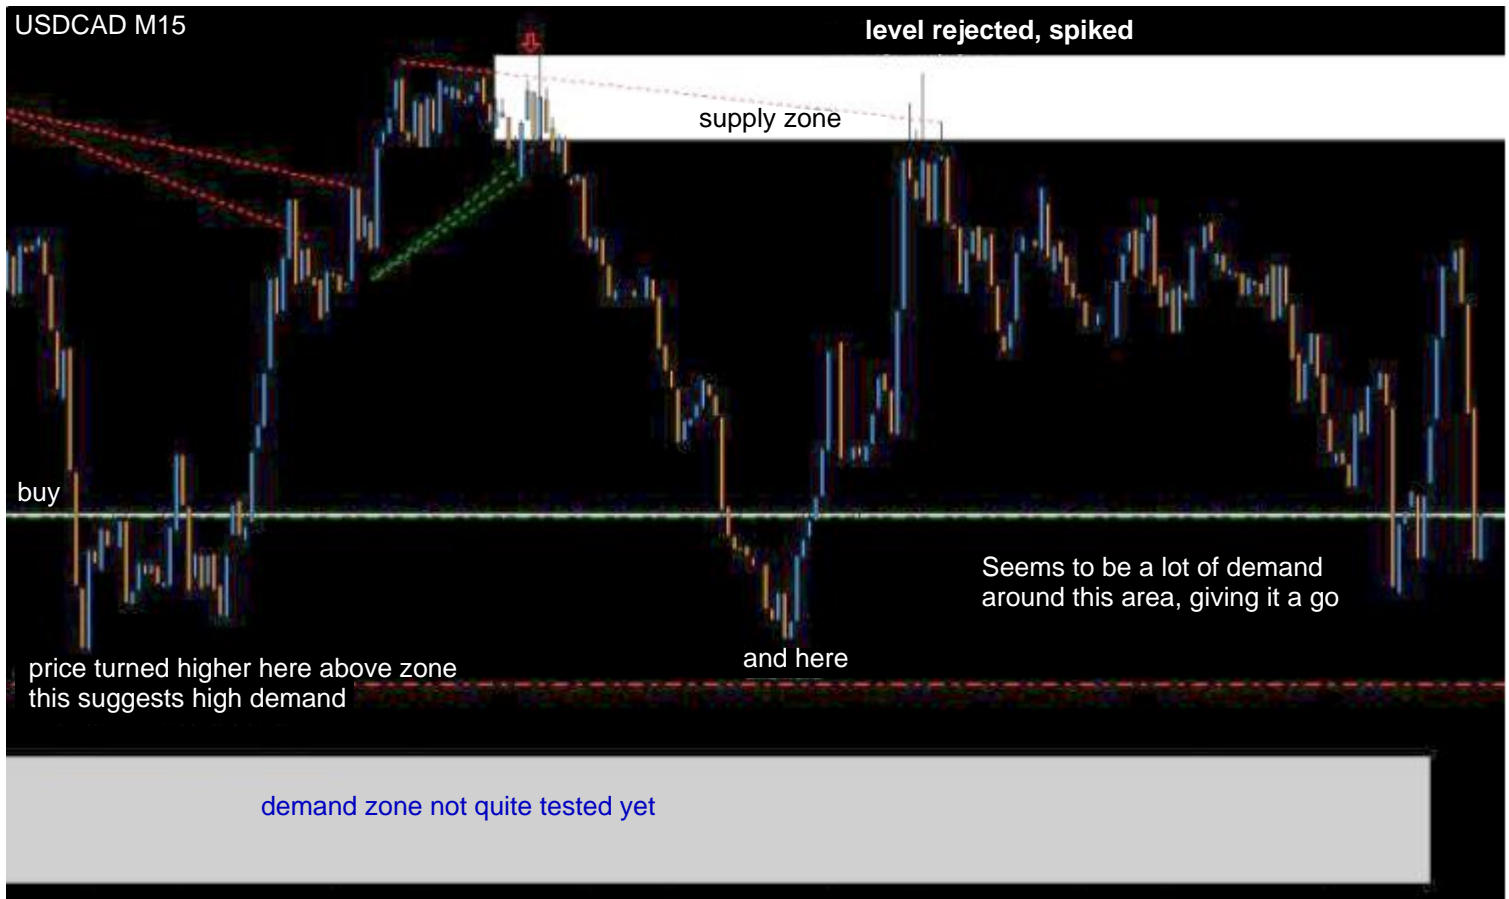 USDCAD M15
level rejected, spiked
supply zone
buy
Seems to be a lot of demand
around this area, giving it a go
price turned higher here above zone
this suggests high demand
and here
demand zone not quite tested yet